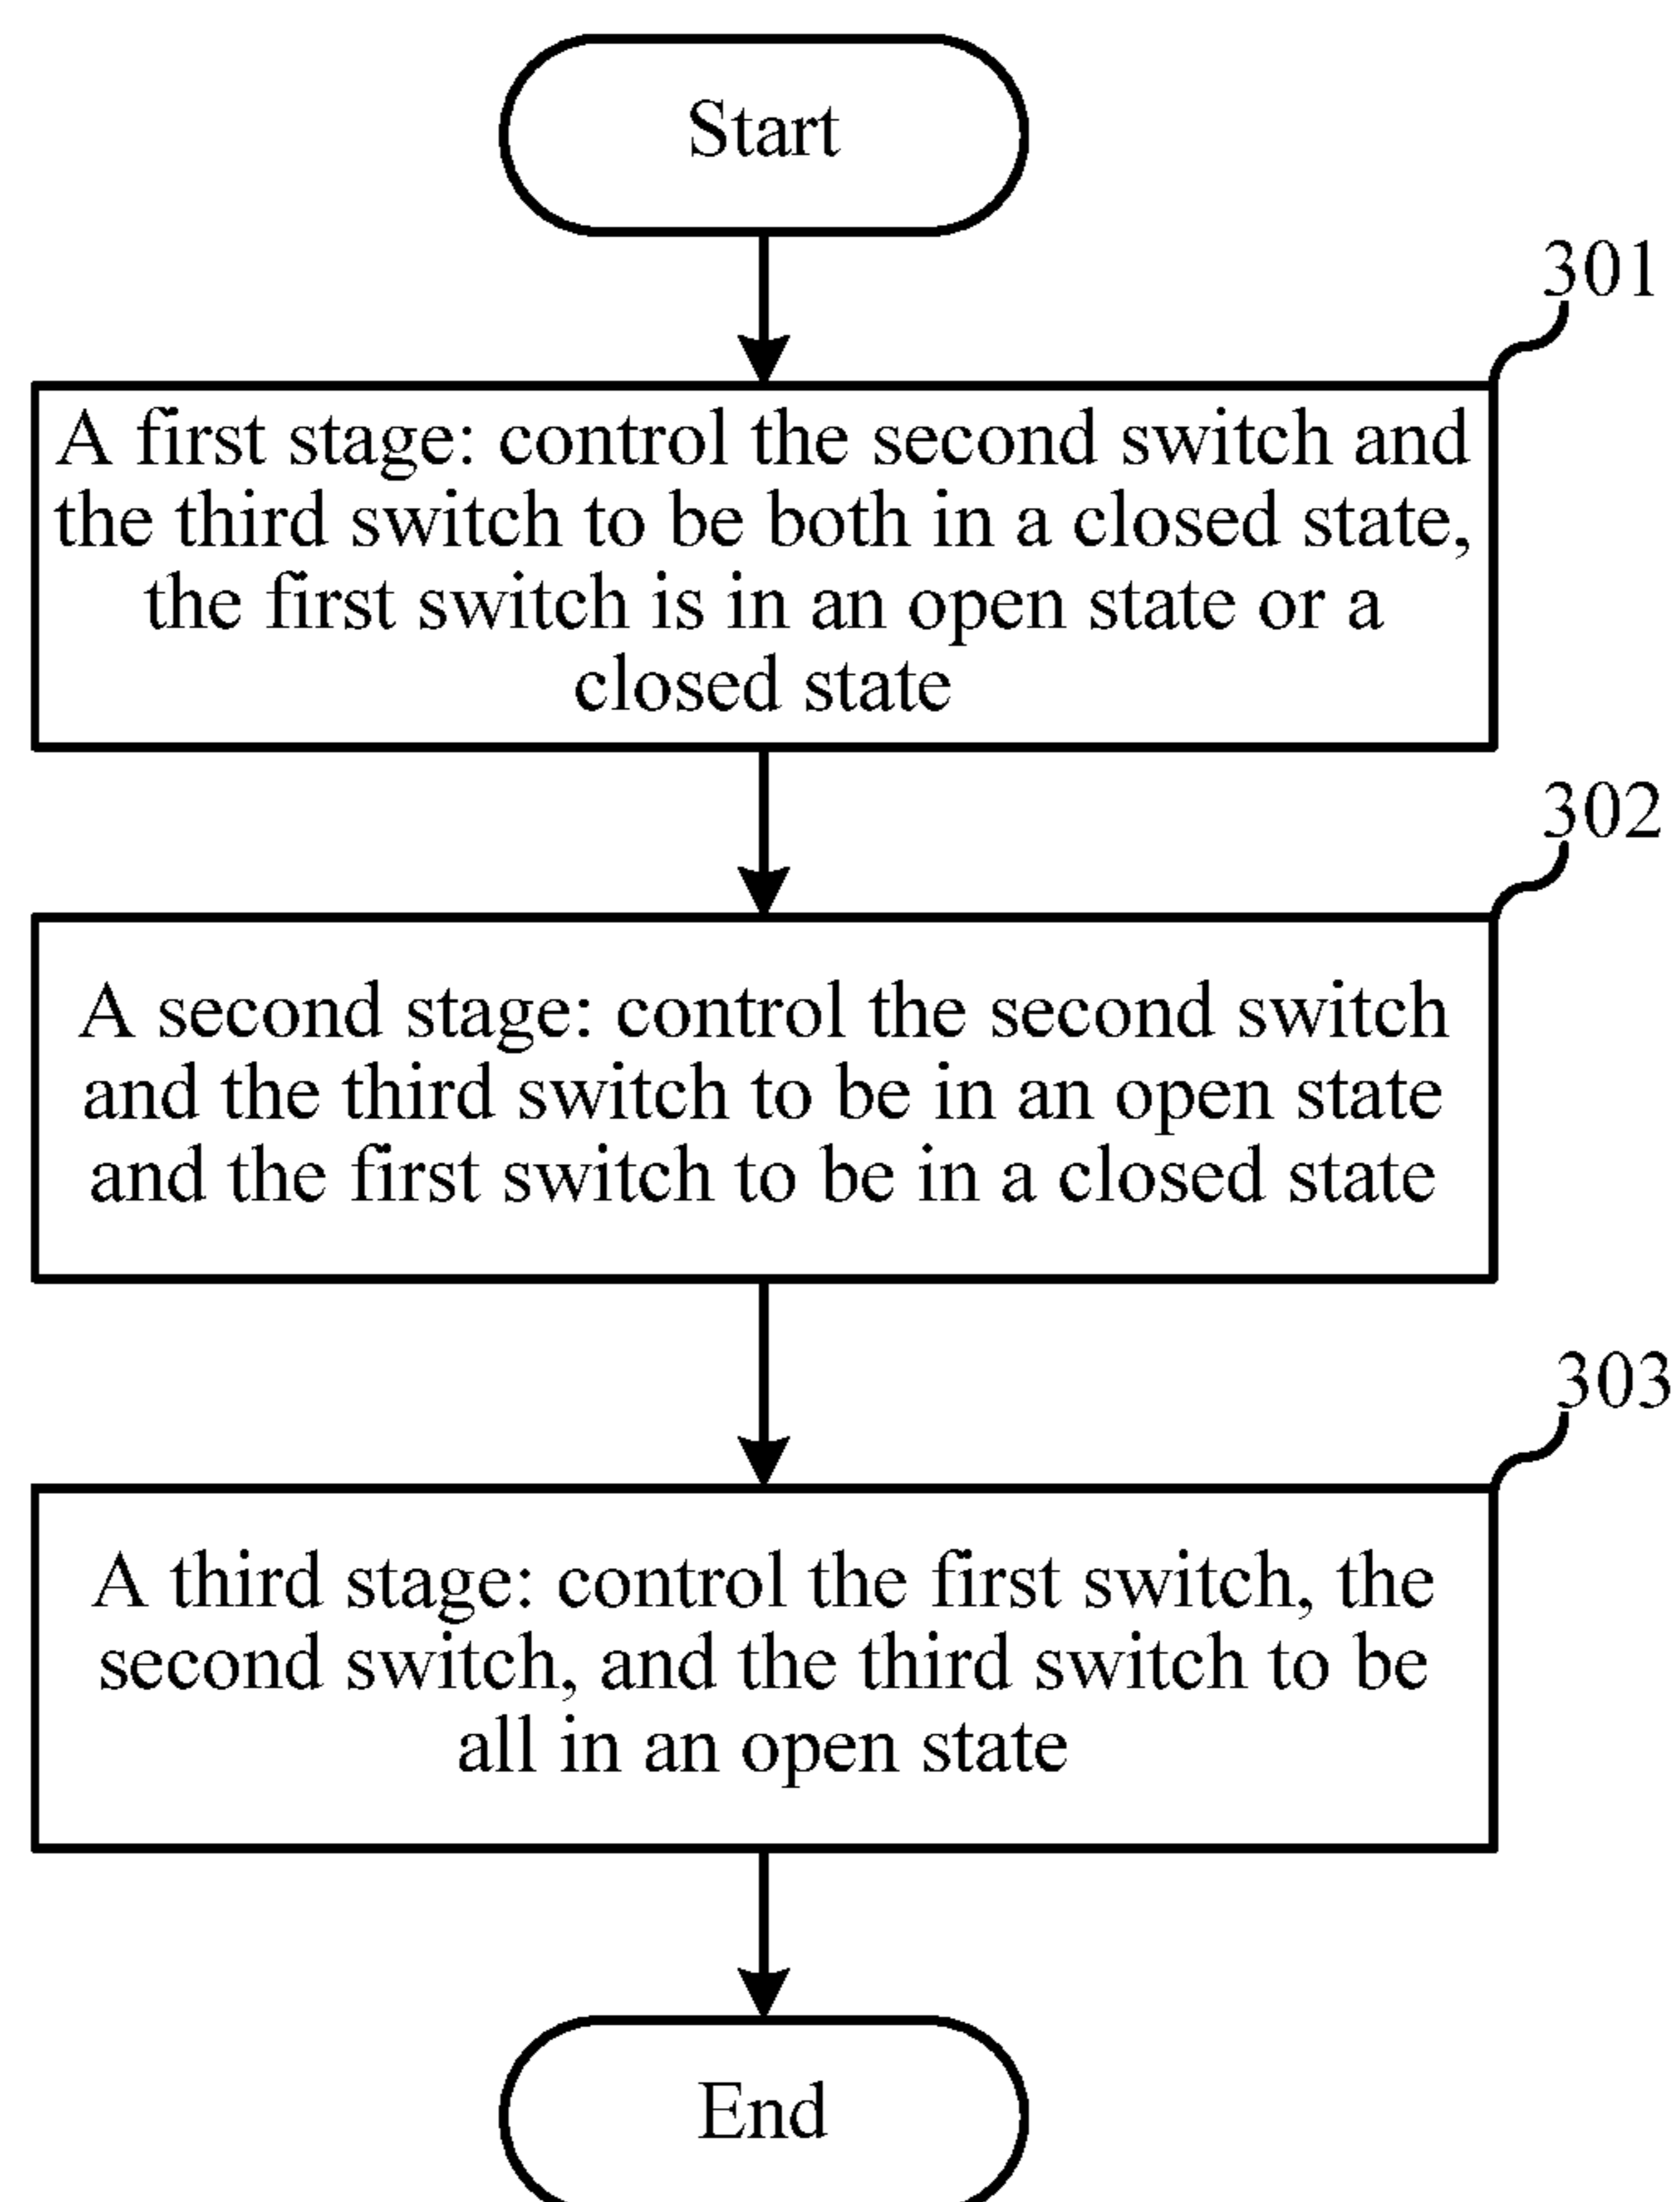 Start
301
A first stage: control the second switch and
the third switch to be both in a closed state,
the first switch is in an open state or a
closed state
302
A second stage: control the second switch
and the third switch to be in an open state
and the first switch to be in a closed state
303
A third stage: control the first switch, the
second switch, and the third switch to be
all in an open state
End